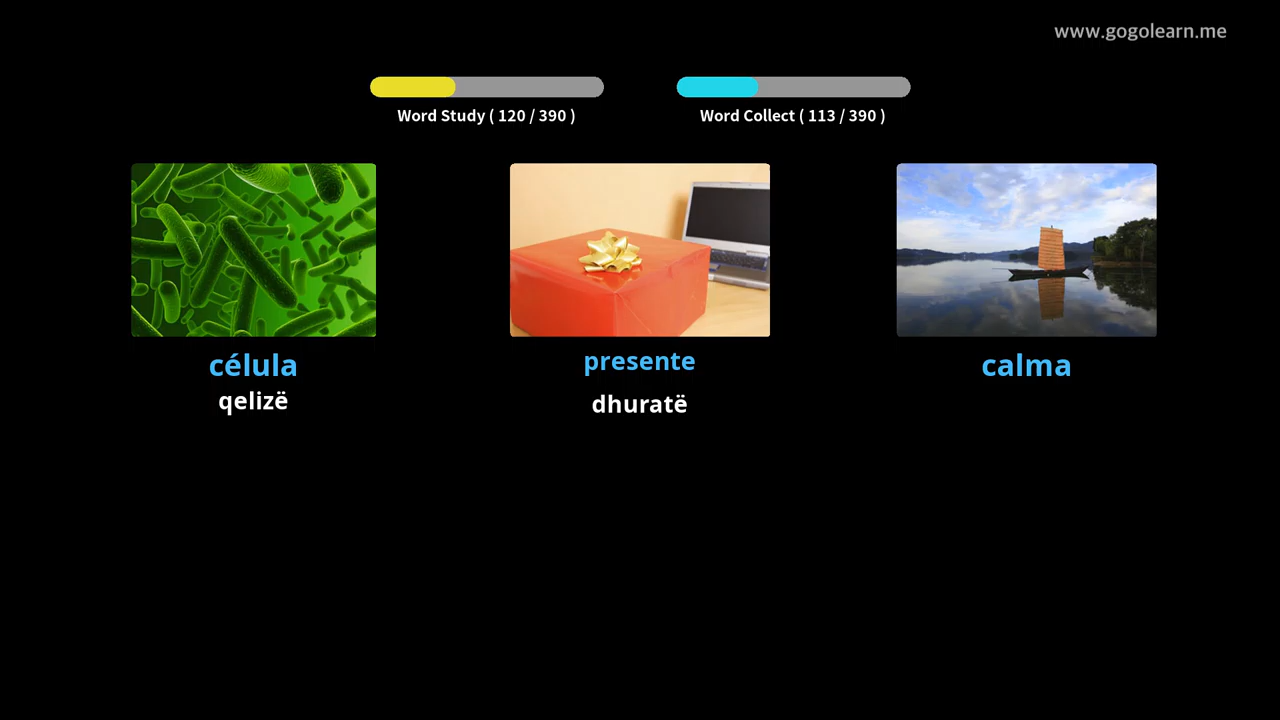 www.gogolearn.me
Word Study ( 120 / 390 )
Word Collect ( 113 / 390 )
célula
qelizë
presente
dhuratë
calma